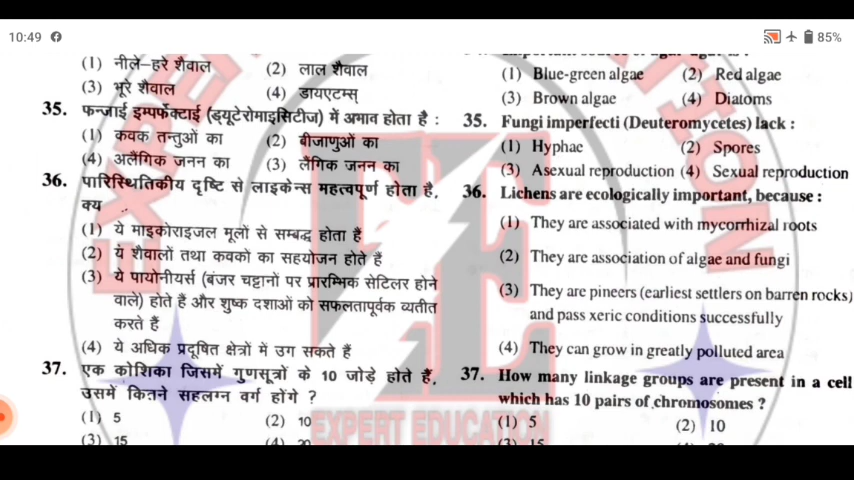 10:49
85%
(1) नीले-हरे शैवाल (2) लाल शैवाल
(3) भूरे शैवाल (4) डायएटम्स्
35. फन्जाई इम्पर्फेक्टाई (ड्यूटेरोमाइसिटीज) में अभाव होता है :
(1) कवक तन्तुओं का (2) बीजाणुओं का
(4) अलैंगिक जनन का (3) लैंगिक जनन का
36. पारिस्थितिकीय दृष्टि से लाइकेन्स महत्वपूर्ण होता है,
क्य
(1) ये माइकोराइजल मूलों से सम्बद्ध होता हैं
(2) ये शैवालों तथा कवकों का सहयोजन होते हैं
(3) ये पायोनीयर्स (बंजर चट्टानों पर प्रारम्भिक सेटिलर होने
वाले) होते हैं और शुष्क दशाओं को सफलतापूर्वक व्यतीत
करते हैं
(4) ये अधिक प्रदूषित क्षेत्रों में उग सकते हैं
37. एक कोशिका जिसमें गुणसूत्रों के 10 जोड़े होते हैं,
उसमें कितने सहलग्न वर्ग होंगे ?
(1) 5 (2) 10
(3) 15 (4) 20
(1) Blue-green algae (2) Red algae
(3) Brown algae (4) Diatoms
35. Fungi imperfecti (Deuteromycetes) lack :
(1) Hyphae (2) Spores
(3) Asexual reproduction (4) Sexual reproduction
36. Lichens are ecologically important, because :
(1) They are associated with mycorrhizal roots
(2) They are association of algae and fungi
(3) They are pineers (earliest settlers on barren rocks)
and pass xeric conditions successfully
(4) They can grow in greatly polluted area
37. How many linkage groups are present in a cell
which has 10 pairs of chromosomes ?
(1) 5 (2) 10
(3) 15 (4) 20
EXPERT EDUCATION